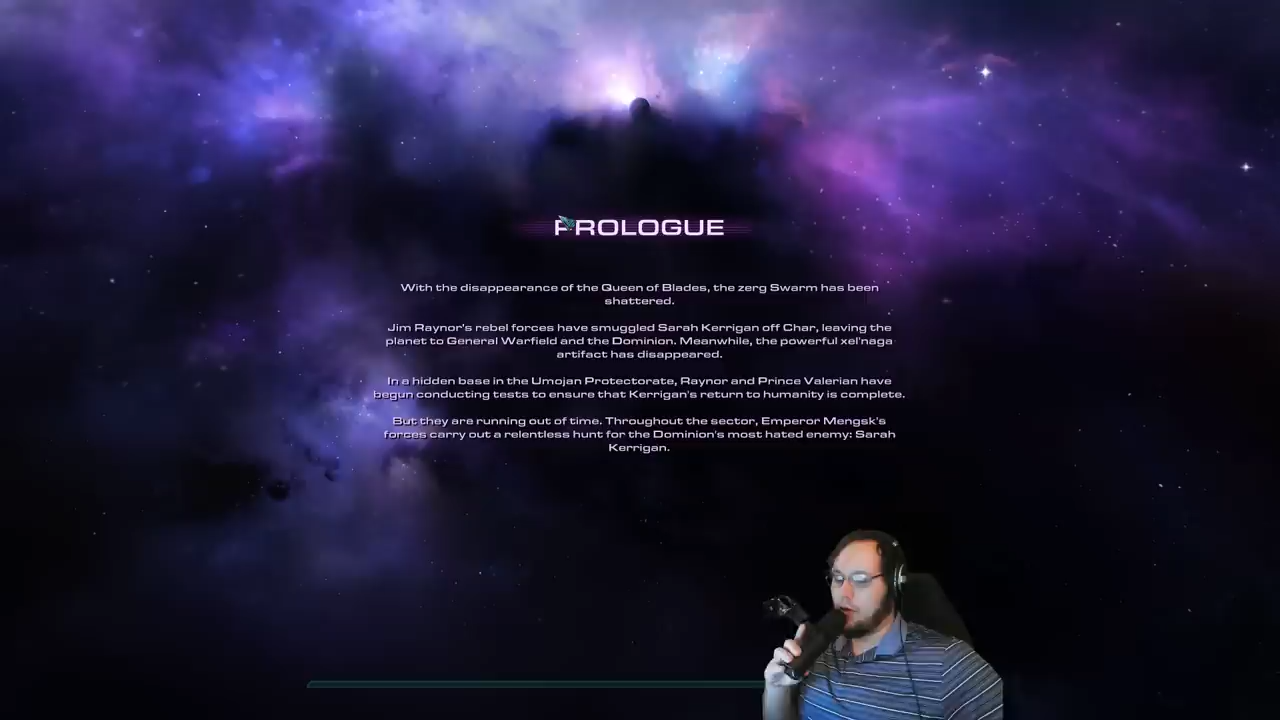 PROLOGUE
With the disappearance of the Queen of Blades, the zerg Swarm has been
shattered.
Jim Raynor's rebel forces have smuggled Sarah Kerrigan off Char, leaving the
planet to General Warfield and the Dominion. Meanwhile, the powerful xel'naga
artifact has disappeared.
In a hidden base in the Umojan Protectorate, Raynor and Prince Valerian have
begun conducting tests to ensure that Kerrigan's return to humanity is complete.
But they are running out of time. Throughout the sector, Emperor Mengsk's
forces carry out a relentless hunt for the Dominion's most hated enemy: Sarah
Kerrigan.